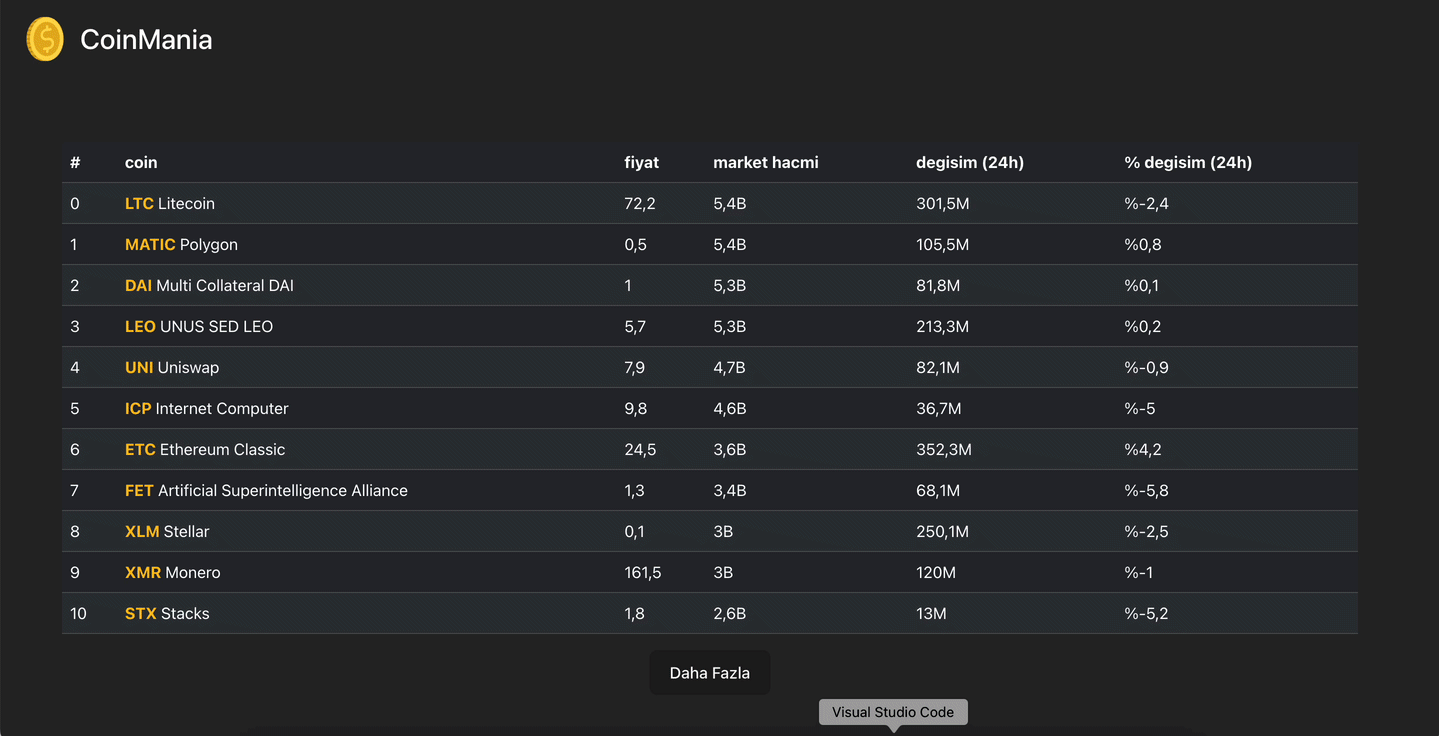 CoinMania
# coin fiyat market hacmi degisim (24h) % degisim (24h)
0 LTC Litecoin 72,2 5,4B 301,5M %-2,4
1 MATIC Polygon 0,5 5,4B 105,5M %0,8
2 DAI Multi Collateral DAI 1 5,3B 81,8M %0,1
3 LEO UNUS SED LEO 5,7 5,3B 213,3M %0,2
4 UNI Uniswap 7,9 4,7B 82,1M %-0,9
5 ICP Internet Computer 9,8 4,6B 36,7M %-5
6 ETC Ethereum Classic 24,5 3,6B 352,3M %4,2
7 FET Artificial Superintelligence Alliance 1,3 3,4B 68,1M %-5,8
8 XLM Stellar 0,1 3B 250,1M %-2,5
9 XMR Monero 161,5 3B 120M %-1
10 STX Stacks 1,8 2,6B 13M %-5,2
Daha Fazla
Visual Studio Code